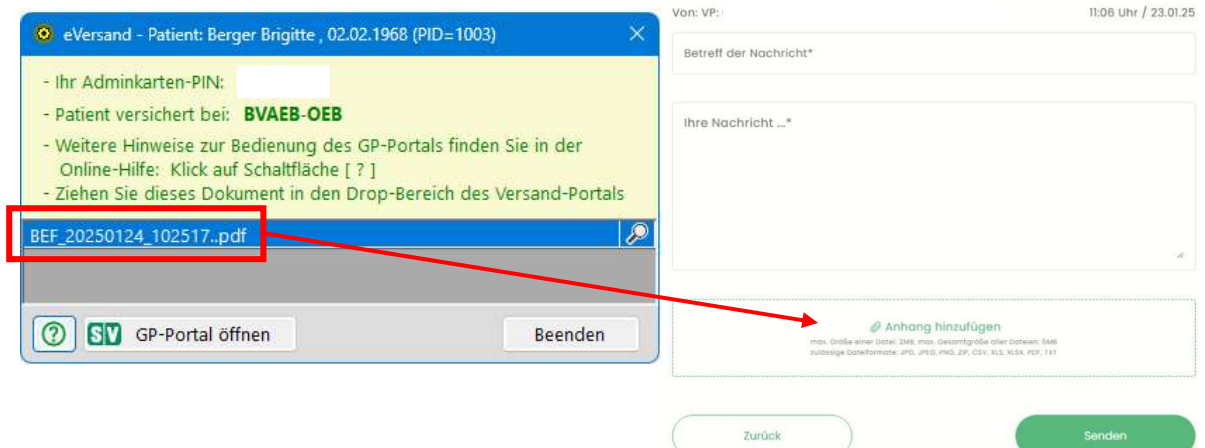 eVersand - Patient: Berger Brigitte , 02.02.1968 (PID=1003)
- Ihr Adminkarten-PIN:
- Patient versichert bei: BVAEB-OEB
- Weitere Hinweise zur Bedienung des GP-Portals finden Sie in der
Online-Hilfe: Klick auf Schaltfläche [ ? ]
- Ziehen Sie dieses Dokument in den Drop-Bereich des Versand-Portals
BEF_20250124_102517..pdf
? SV GP-Portal öffnen Beenden
Von: VP: 11:06 Uhr / 23.01.25
Betreff der Nachricht*
Ihre Nachricht ...*
Anhang hinzufügen
max. Größe einer Datei: 2MB, max. Gesamtgröße aller Dateien: 5MB
zulässige Dateiformate: JPG, JPEG, PNG, ZIP, CSV, XLS, XLSX, PDF, TXT
Zurück Senden